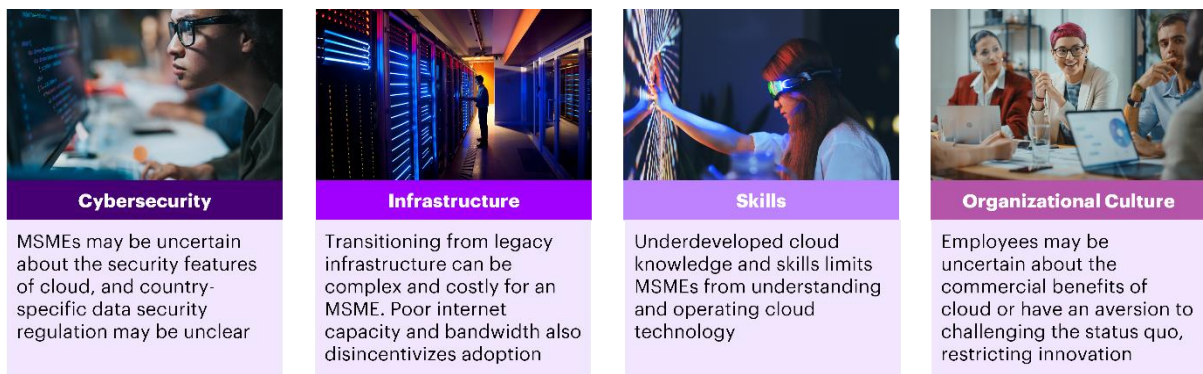 Cybersecurity
MSMEs may be uncertain
about the security features
of cloud, and country-
specific data security
regulation may be unclear
Infrastructure
Transitioning from legacy
infrastructure can be
complex and costly for an
MSME. Poor internet
capacity and bandwidth also
disincentivizes adoption
Skills
Underdeveloped cloud
knowledge and skills limits
MSMEs from understanding
and operating cloud
technology
Organizational Culture
Employees may be
uncertain about the
commercial benefits of
cloud or have an aversion to
challenging the status quo,
restricting innovation